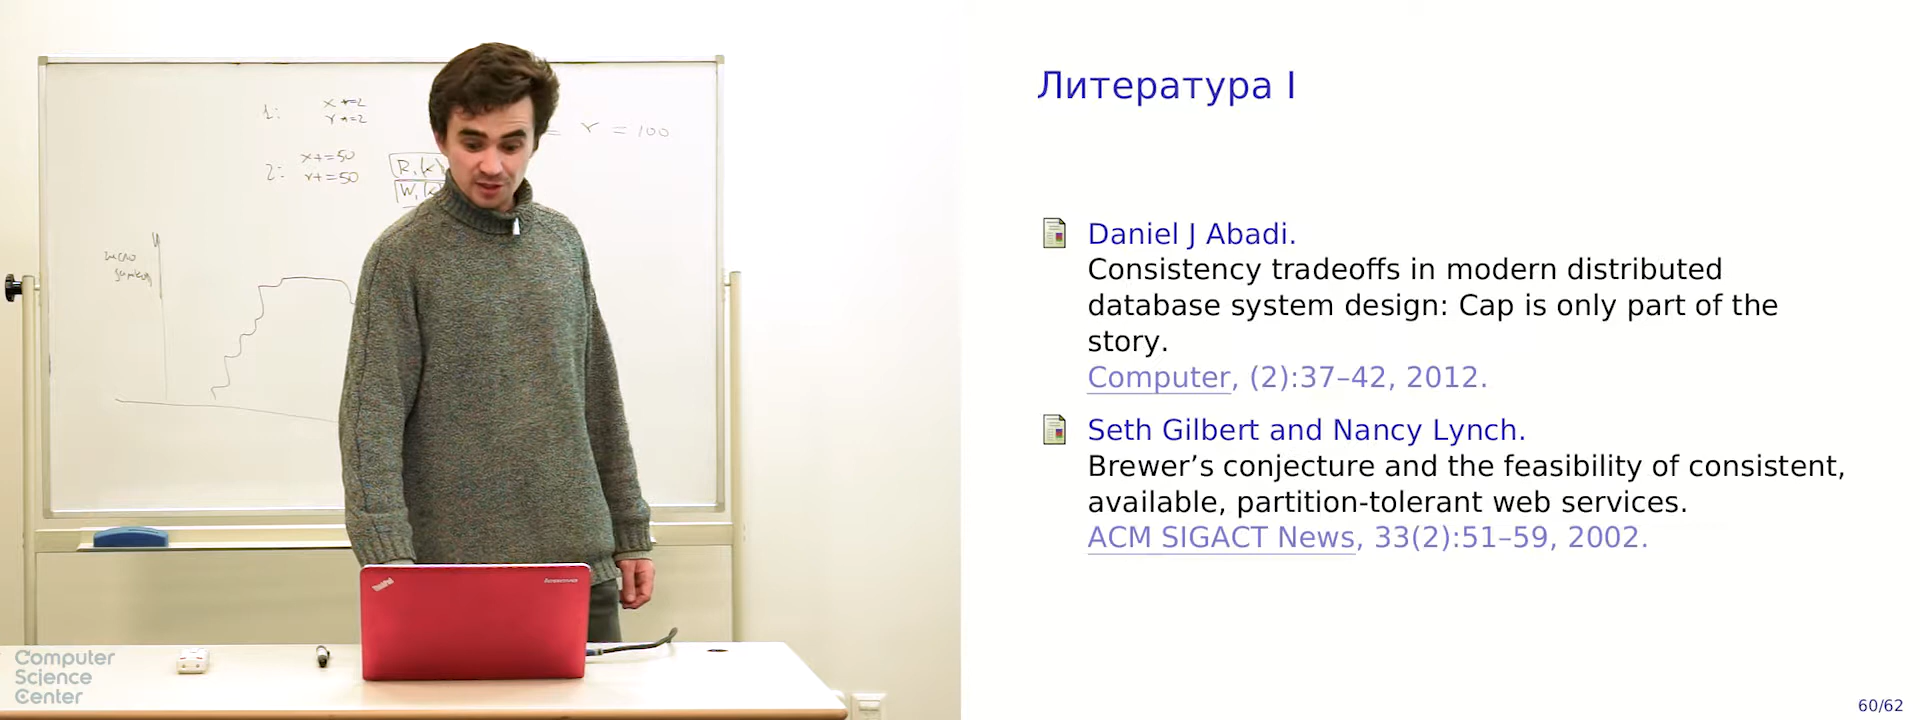 1:
x *=2
Y *=2
= Y = 100
2:
x+=50
Y+=50
число
ThinkPad
lenovo
Computer
Science
Center
Литература I
Daniel J Abadi.
Consistency tradeoffs in modern distributed
database system design: Cap is only part of the
story.
Computer, (2):37–42, 2012.
Seth Gilbert and Nancy Lynch.
Brewer’s conjecture and the feasibility of consistent,
available, partition-tolerant web services.
ACM SIGACT News, 33(2):51–59, 2002.
60/62